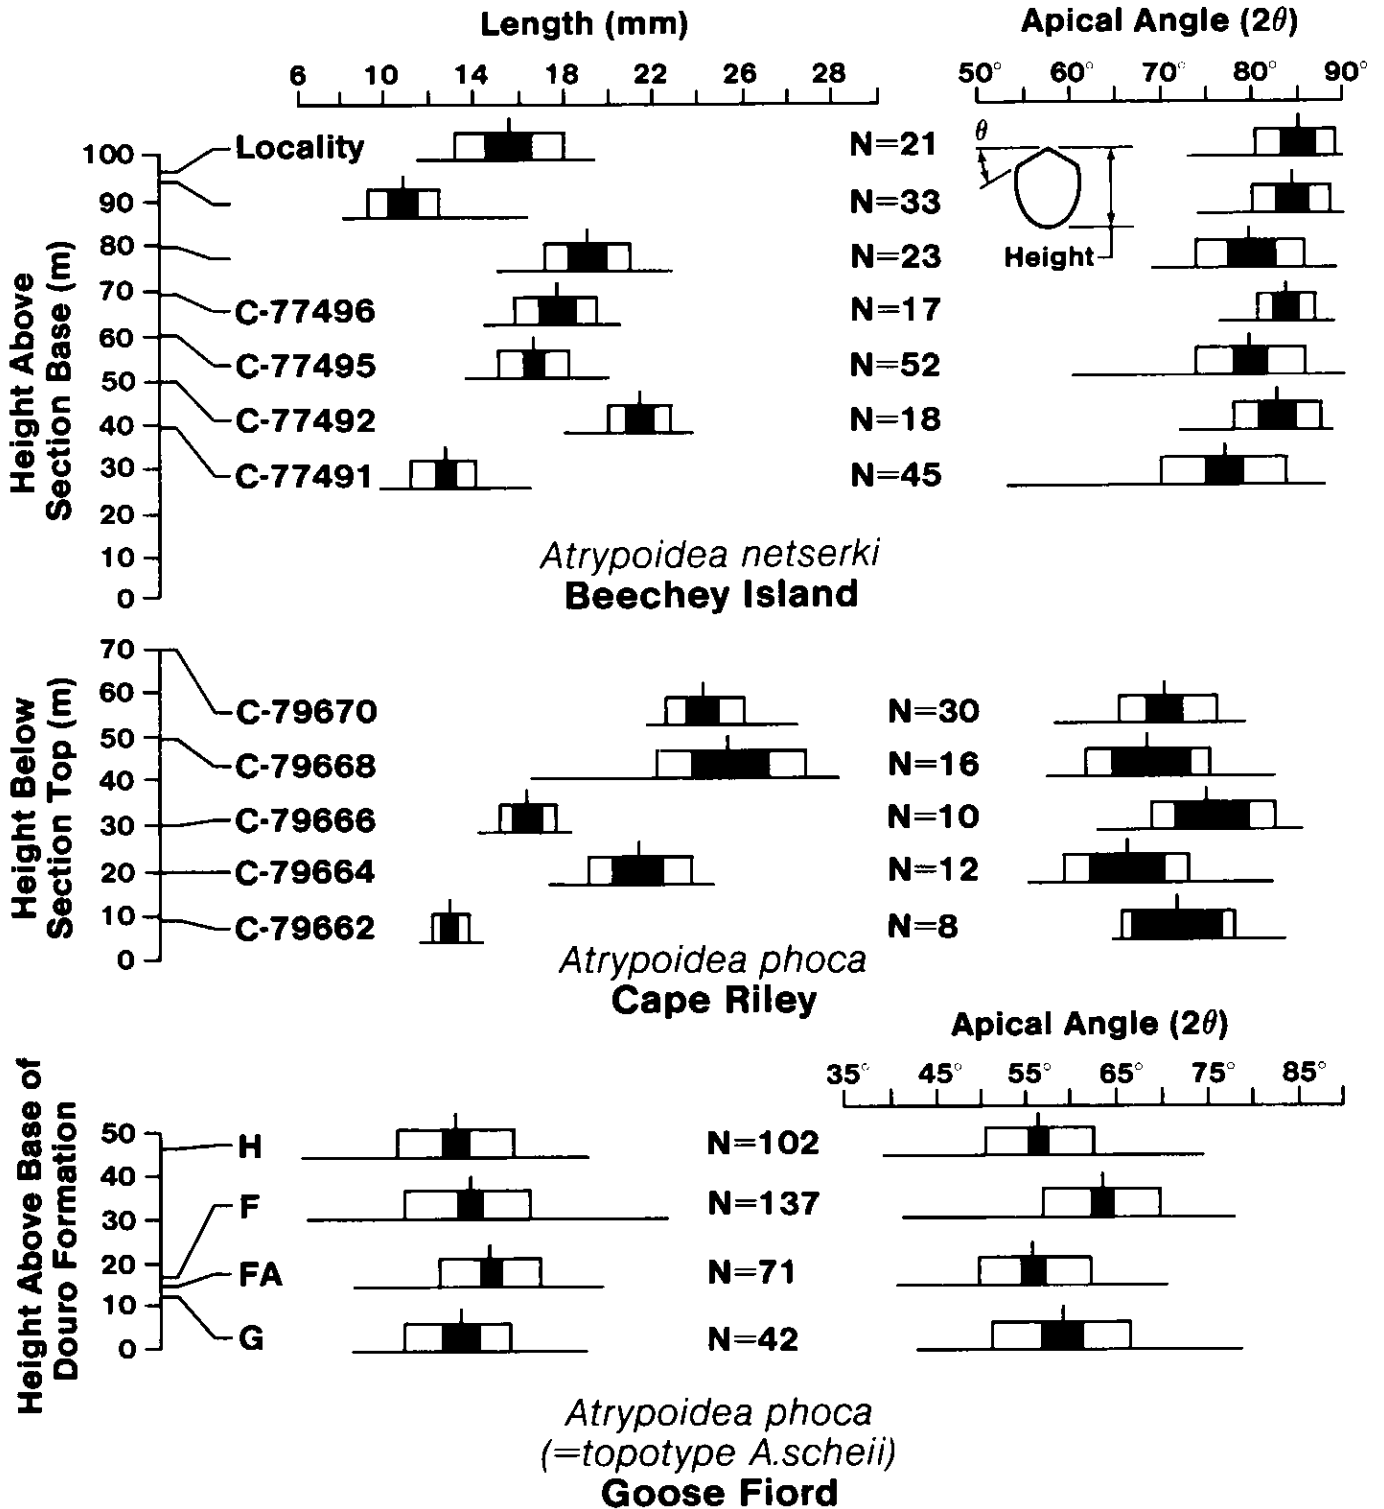 Length (mm) Apical Angle (2θ)
6 10 14 18 22 26 28 50° 60° 70° 80° 90°
Height Above
Section Base (m)
100
90
80
70
60
50
40
30
20
10
0
Locality N=21
N=33
N=23
C-77496 N=17
C-77495 N=52
C-77492 N=18
C-77491 N=45
θ
Height
Atrypoidea netserki
Beechey Island
Height Below
Section Top (m)
70
60
50
40
30
20
10
0
C-79670 N=30
C-79668 N=16
C-79666 N=10
C-79664 N=12
C-79662 N=8
Atrypoidea phoca
Cape Riley
Apical Angle (2θ)
35° 45° 55° 65° 75° 85°
Height Above Base of
Douro Formation
50
40
30
20
10
0
H N=102
F N=137
FA N=71
G N=42
Atrypoidea phoca
(=topotype A.scheii)
Goose Fiord